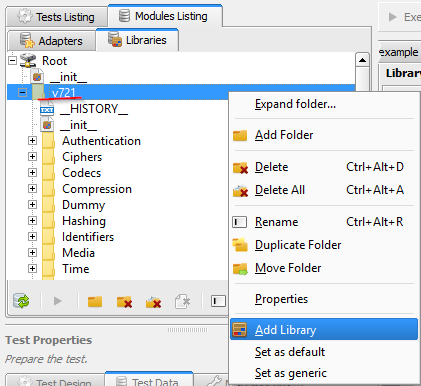 Tests Listing
Modules Listing
Exe
Adapters
Libraries
example
Root
Library
__init__
v721
__HISTORY__
__init__
Authentication
Ciphers
Codecs
Compression
Dummy
Hashing
Identifiers
Media
Time
Expand folder...
Add Folder
Delete Ctrl+Alt+D
Delete All Ctrl+Alt+A
Rename Ctrl+Alt+R
Duplicate Folder
Move Folder
Properties
Add Library
Set as default
Set as generic
Test Properties
Prepare the test.
Test Design
Test Data